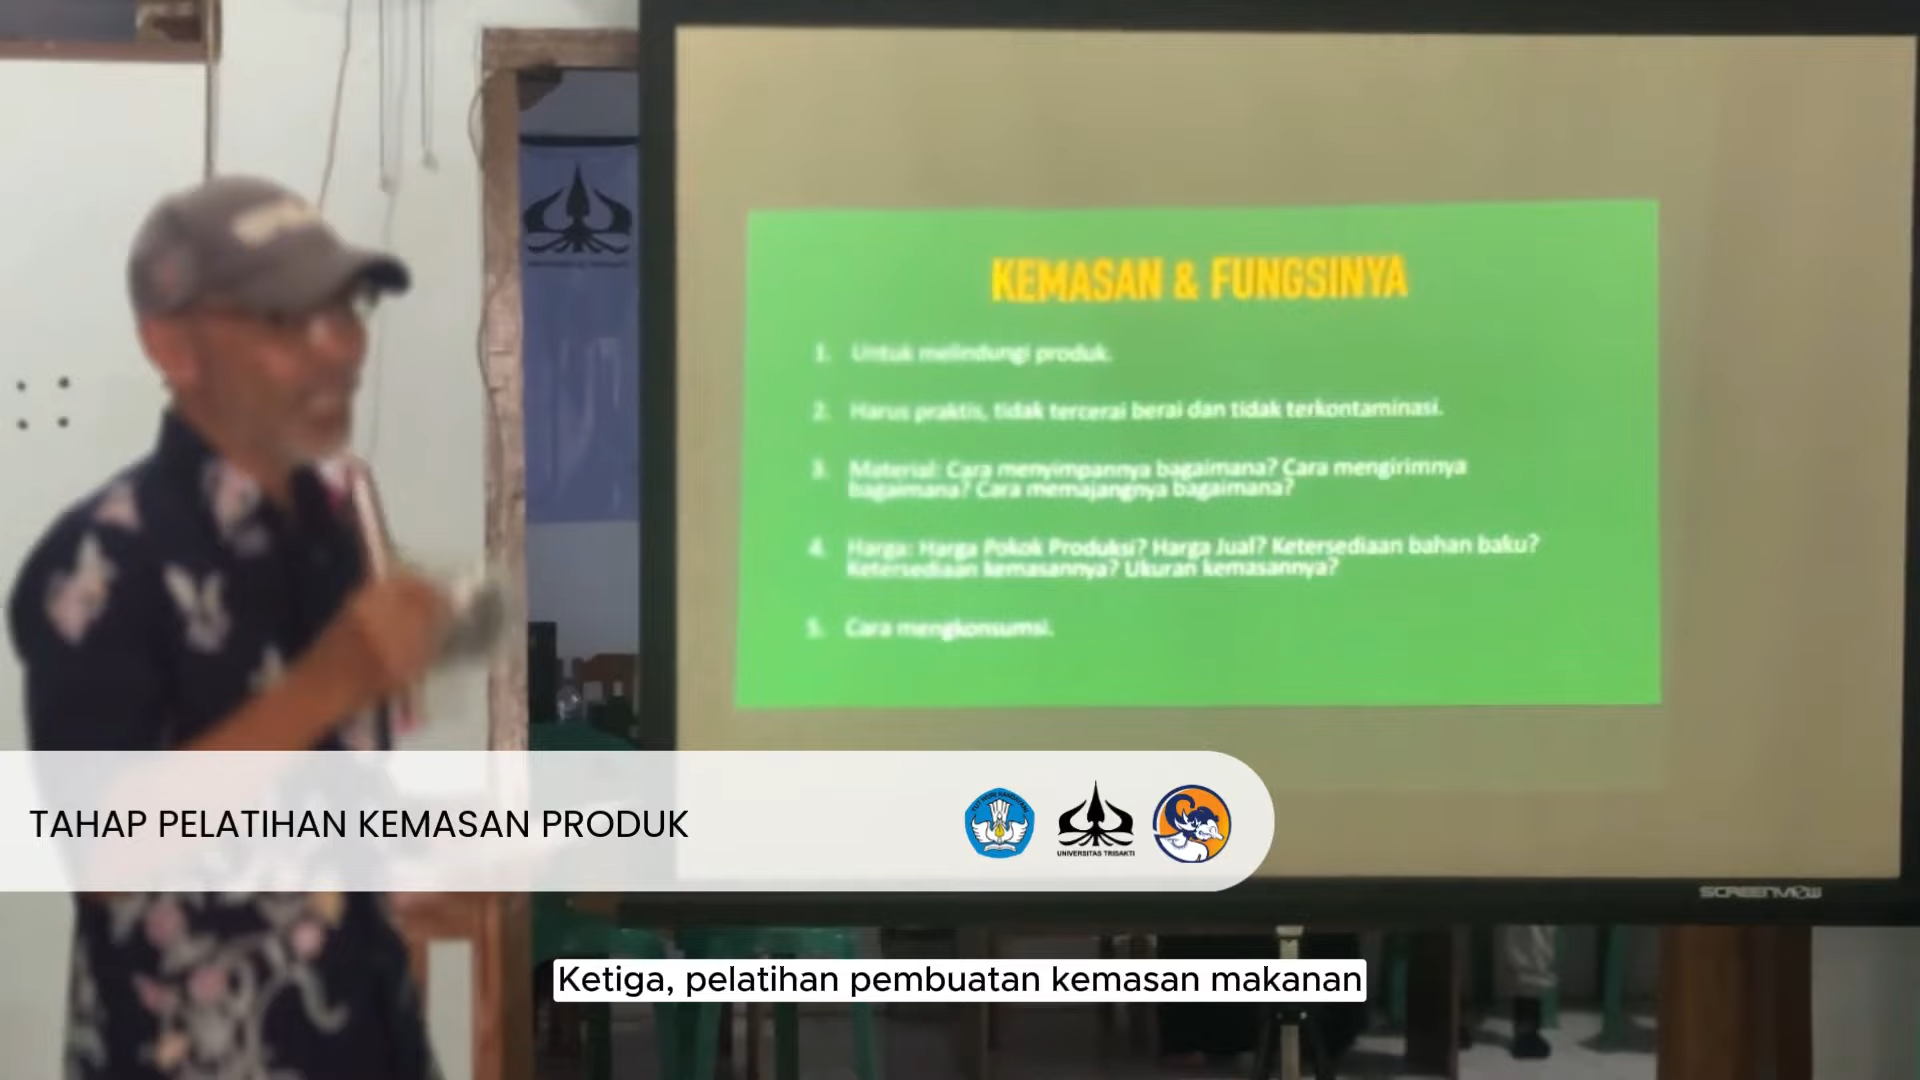 KEMASAN & FUNGSINYA
1. Untuk melindungi produk.
2. Harus praktis, tidak tercerai berai dan tidak terkontaminasi.
3. Material: Cara menyimpannya bagaimana? Cara mengirimnya
bagaimana? Cara memajangnya bagaimana?
4. Harga: Harga Pokok Produksi? Harga Jual? Ketersediaan bahan baku?
Ketersediaan kemasannya? Ukuran kemasannya?
5. Cara mengkonsumsi.
TAHAP PELATIHAN KEMASAN PRODUK
UNIVERSITAS TRISAKTI
SCREENVIEW
Ketiga, pelatihan pembuatan kemasan makanan